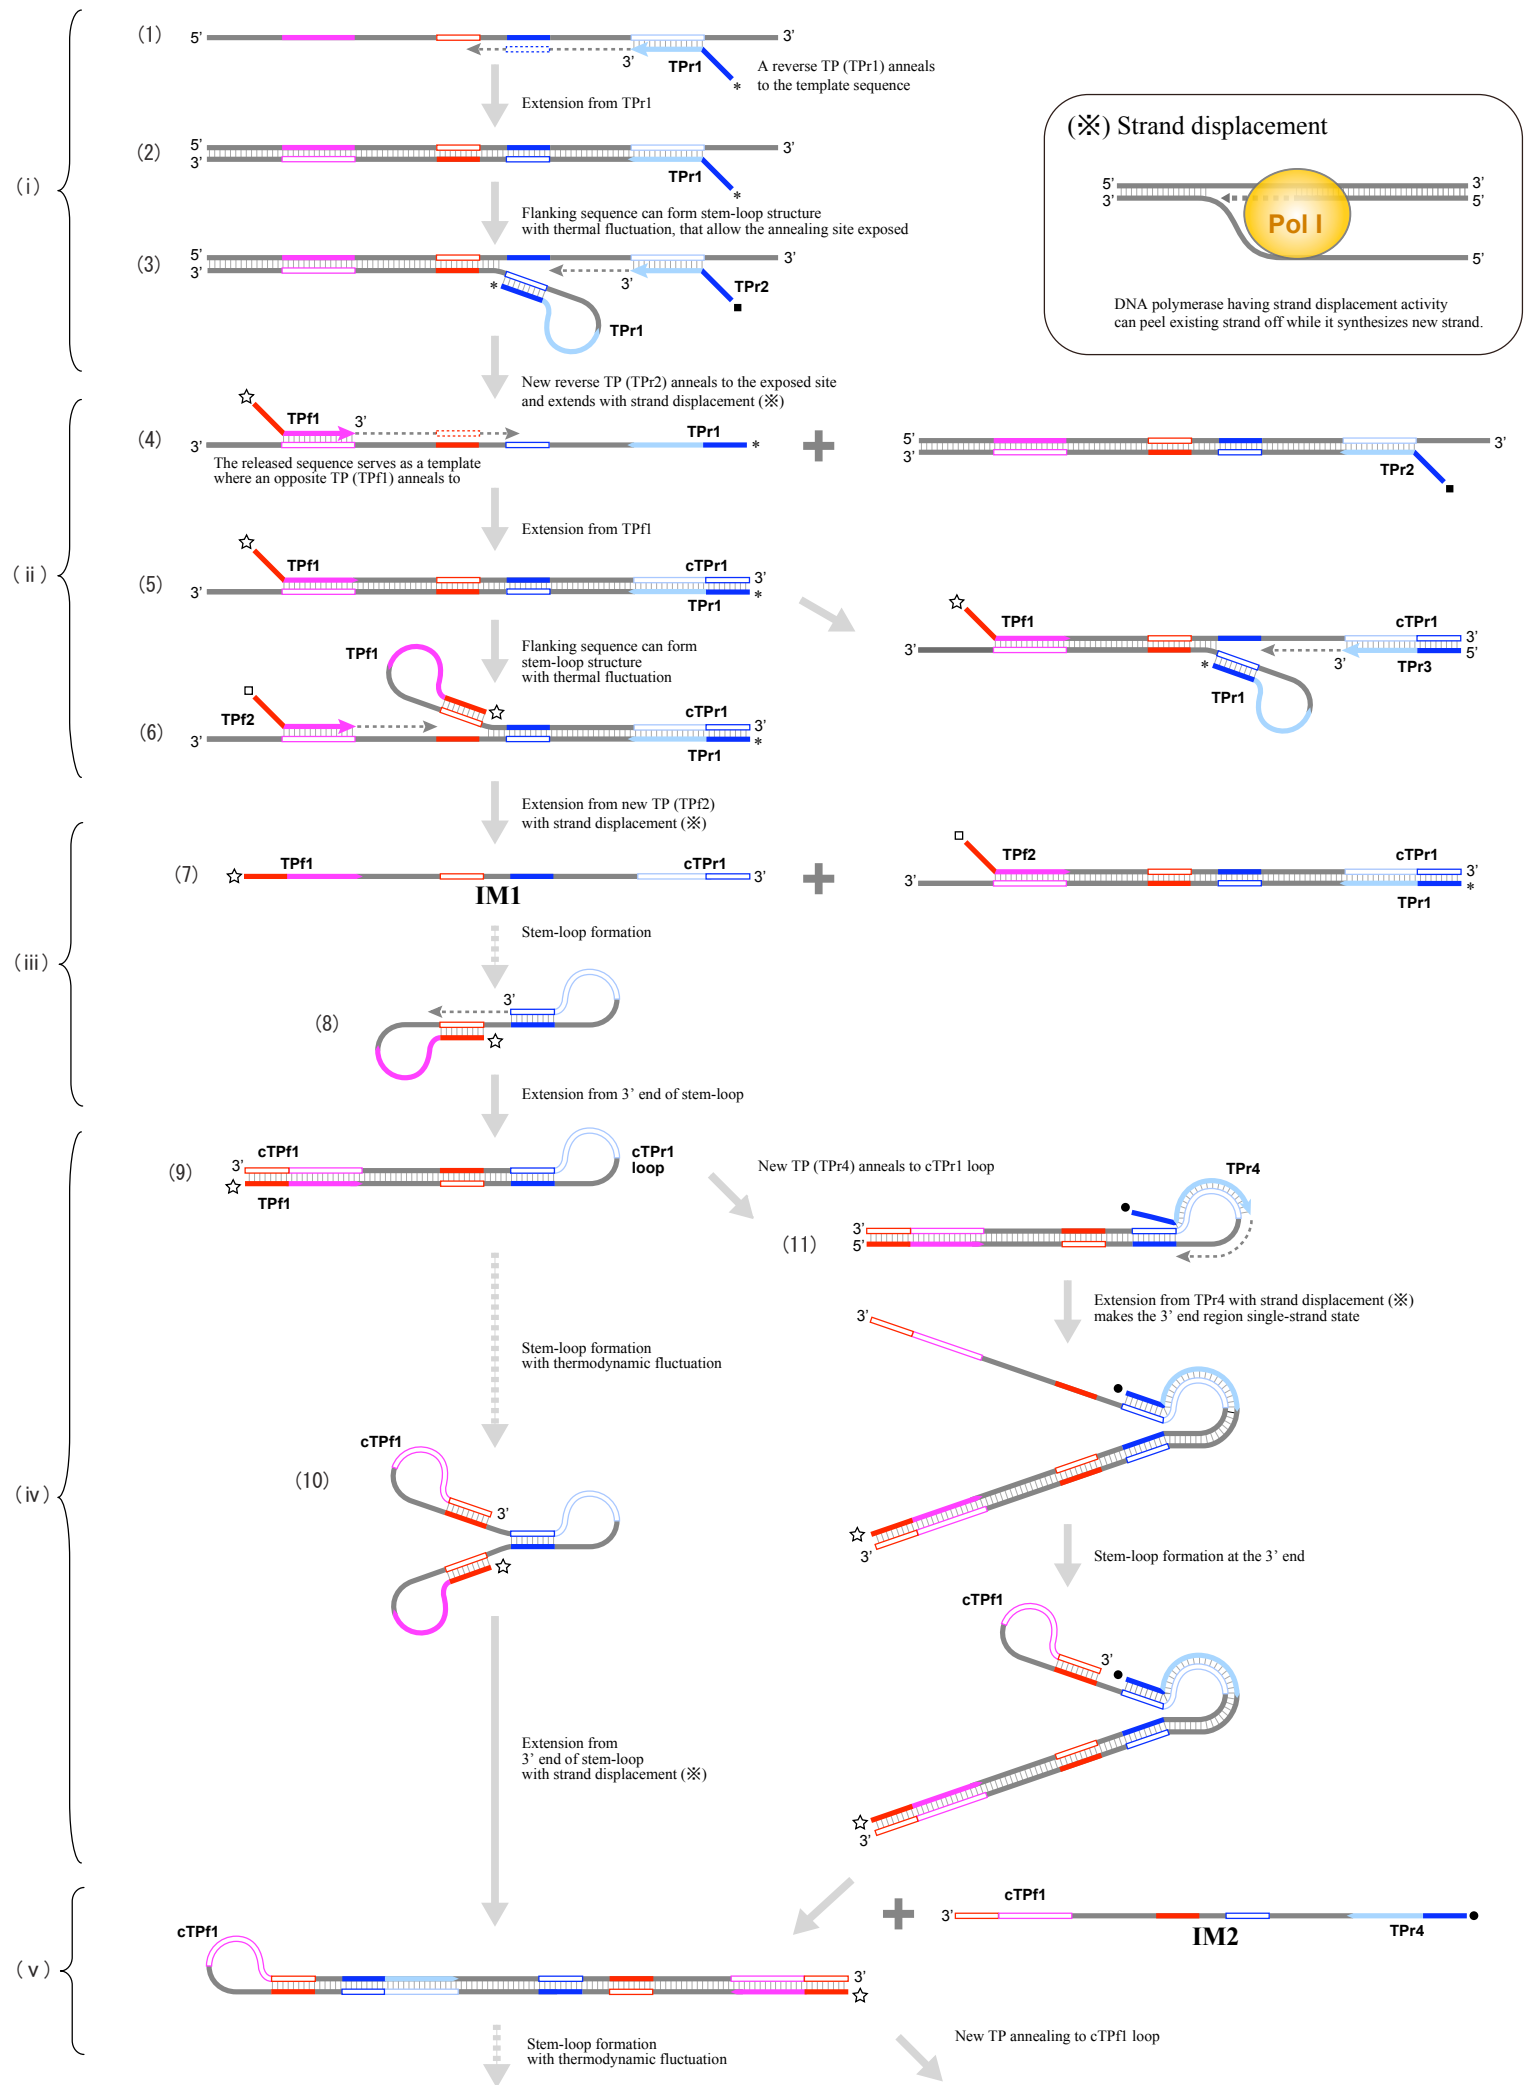 (i)
(1)
5’
3’
3’
TPr1
*
A reverse TP (TPr1) anneals
to the template sequence
Extension from TPr1
(2)
5’
3’
3’
TPr1
*
Flanking sequence can form stem-loop structure
with thermal fluctuation, that allow the annealing site exposed
(3)
5’
3’
3’
3’
*
TPr1
TPr2
New reverse TP (TPr2) anneals to the exposed site
and extends with strand displacement (※)
(※) Strand displacement
5’
3’
3’
5’
Pol I
5’
DNA polymerase having strand displacement activity
can peel existing strand off while it synthesizes new strand.
(ii)
(4)
TPf1
3’
3’
TPr1
*
The released sequence serves as a template
where an opposite TP (TPf1) anneals to
5’
3’
3’
TPr2
Extension from TPf1
(5)
TPf1
cTPr1
3’
3’
*
TPr1
TPf1
cTPr1
3’
3’
3’
5’
*
TPr1
TPr3
Flanking sequence can form
stem-loop structure
with thermal fluctuation
(6)
TPf1
TPf2
cTPr1
3’
3’
*
TPr1
Extension from new TP (TPf2)
with strand displacement (※)
(iii)
(7)
TPf1
cTPr1
3’
IM1
TPf2
cTPr1
3’
3’
*
TPr1
Stem-loop formation
(8)
3’
Extension from 3’ end of stem-loop
(iv)
(9)
cTPf1
3’
TPf1
cTPr1
loop
New TP (TPr4) anneals to cTPr1 loop
(11)
TPr4
3’
5’
Extension from TPr4 with strand displacement (※)
makes the 3’ end region single-strand state
3’
3’
Stem-loop formation
with thermodynamic fluctuation
(10)
cTPf1
3’
Stem-loop formation at the 3’ end
cTPf1
3’
3’
Extension from
3’ end of stem-loop
with strand displacement (※)
(v)
cTPf1
3’
cTPf1
3’
TPr4
IM2
Stem-loop formation
with thermodynamic fluctuation
New TP annealing to cTPf1 loop